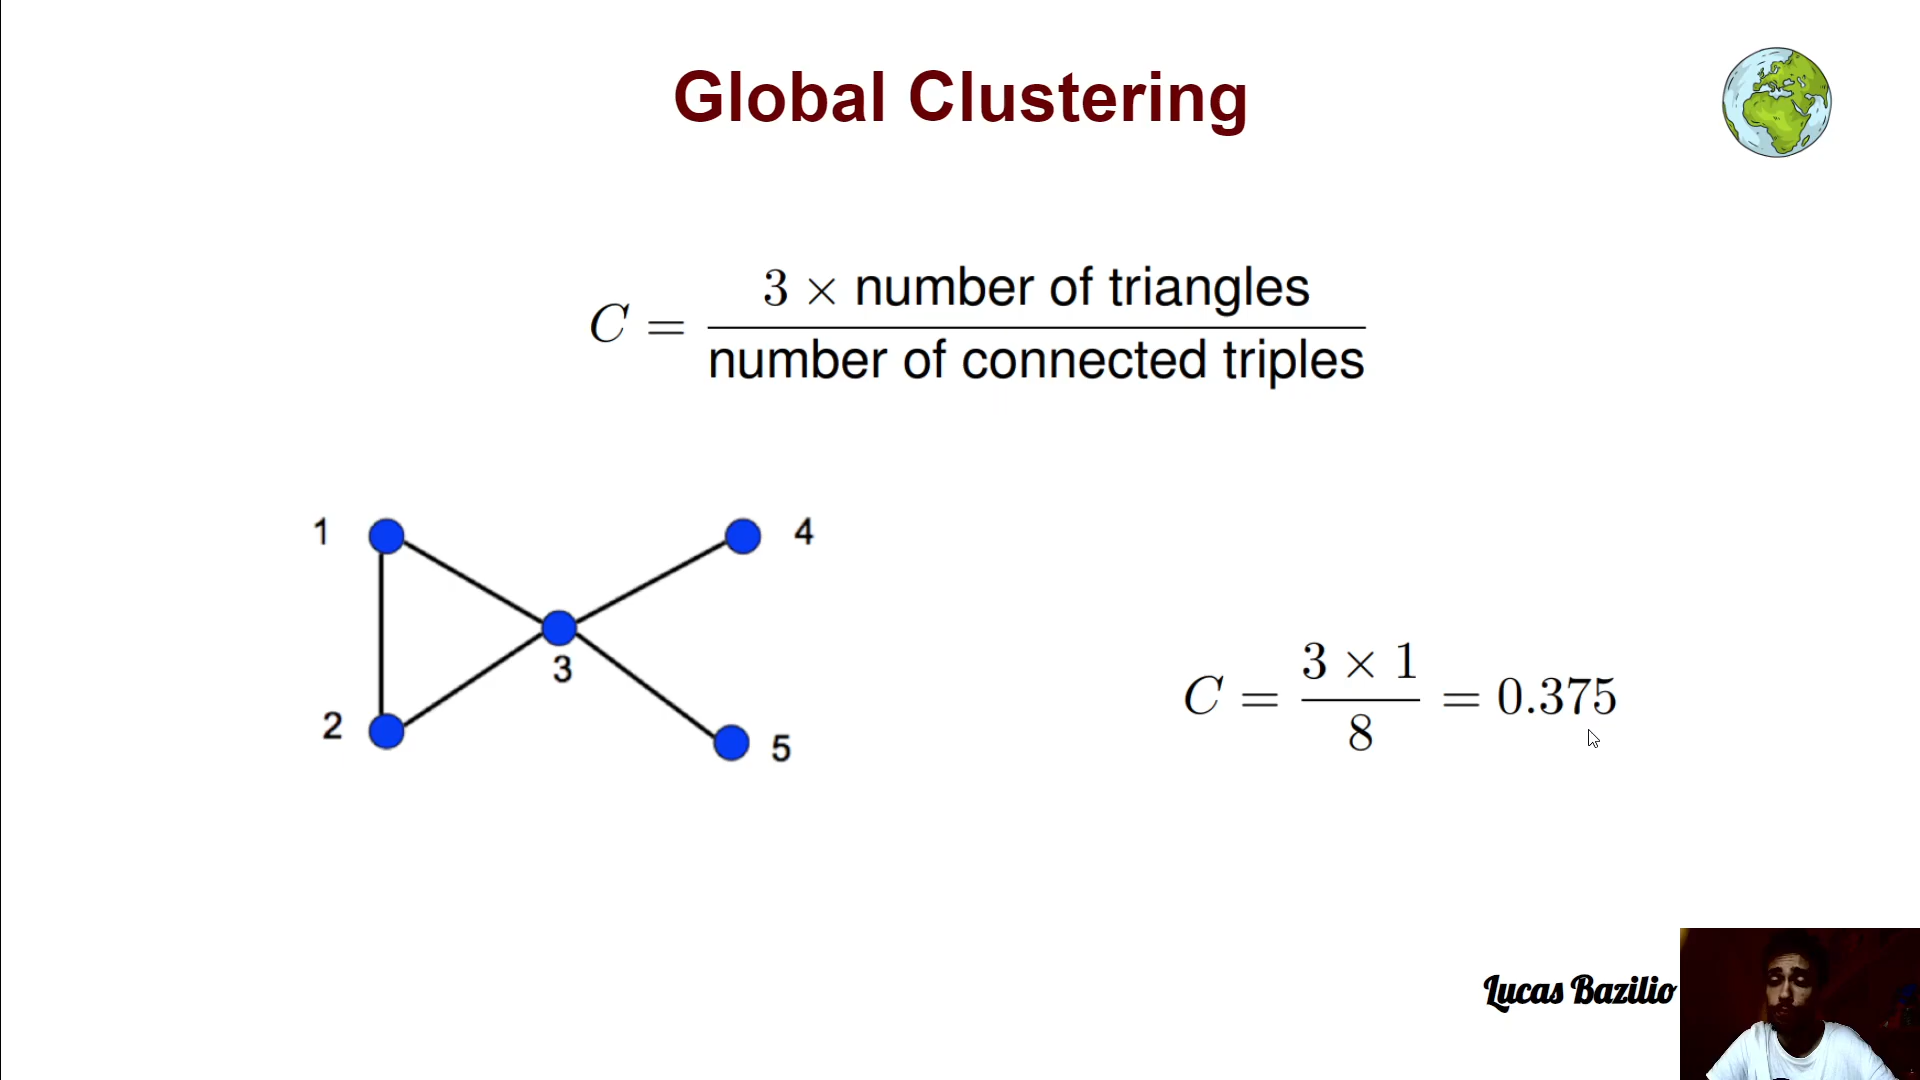 Global Clustering
C = 3 × number of triangles / number of connected triples
1
4
3
2
5
C = 3 × 1 / 8 = 0.375
Lucas Bazilio